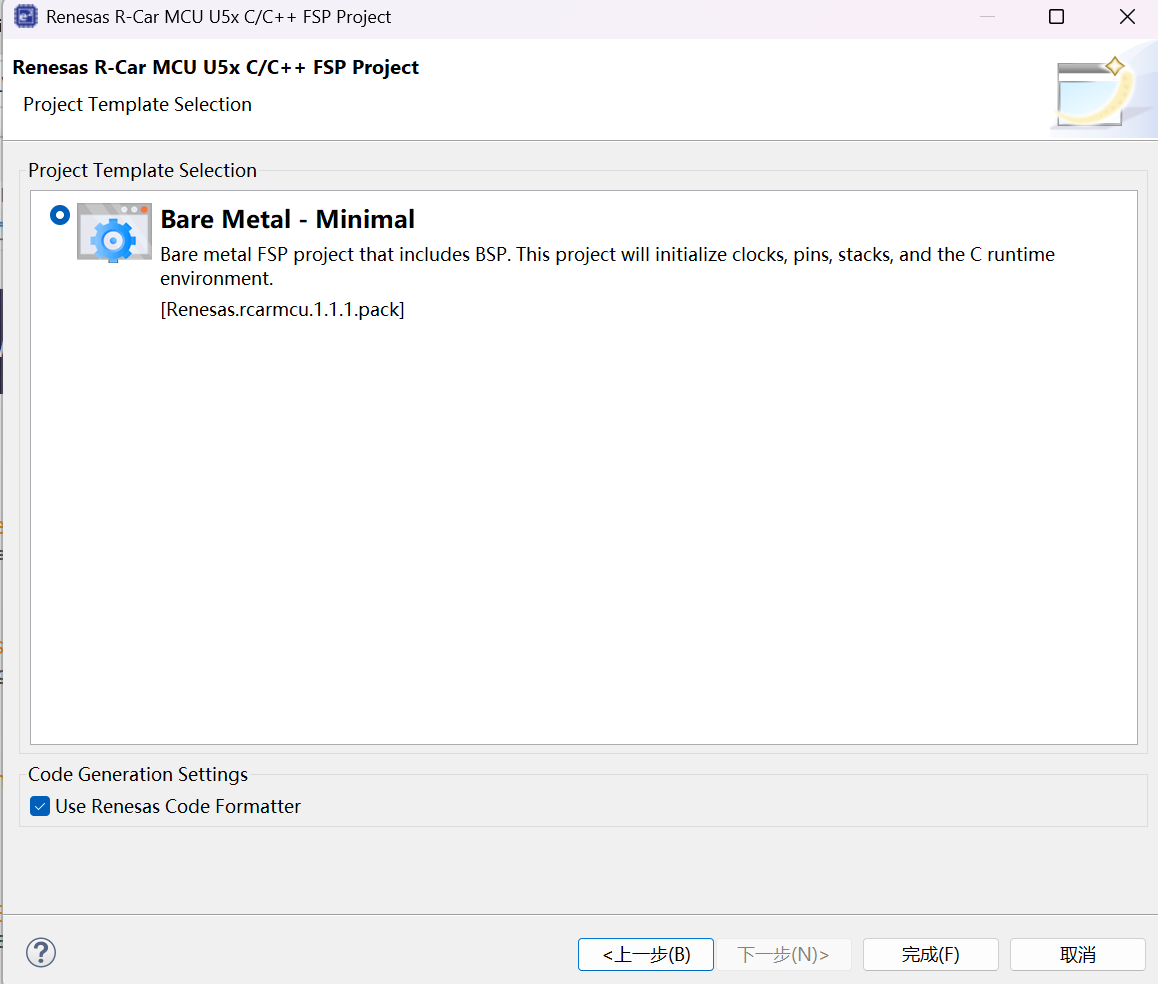 Renesas R-Car MCU U5x C/C++ FSP Project
Renesas R-Car MCU U5x C/C++ FSP Project
Project Template Selection
Project Template Selection
Bare Metal - Minimal
Bare metal FSP project that includes BSP. This project will initialize clocks, pins, stacks, and the C runtime
environment.
[Renesas.rcarmcu.1.1.1.pack]
Code Generation Settings
Use Renesas Code Formatter
?
<上一步(B)
下一步(N)>
完成(F)
取消